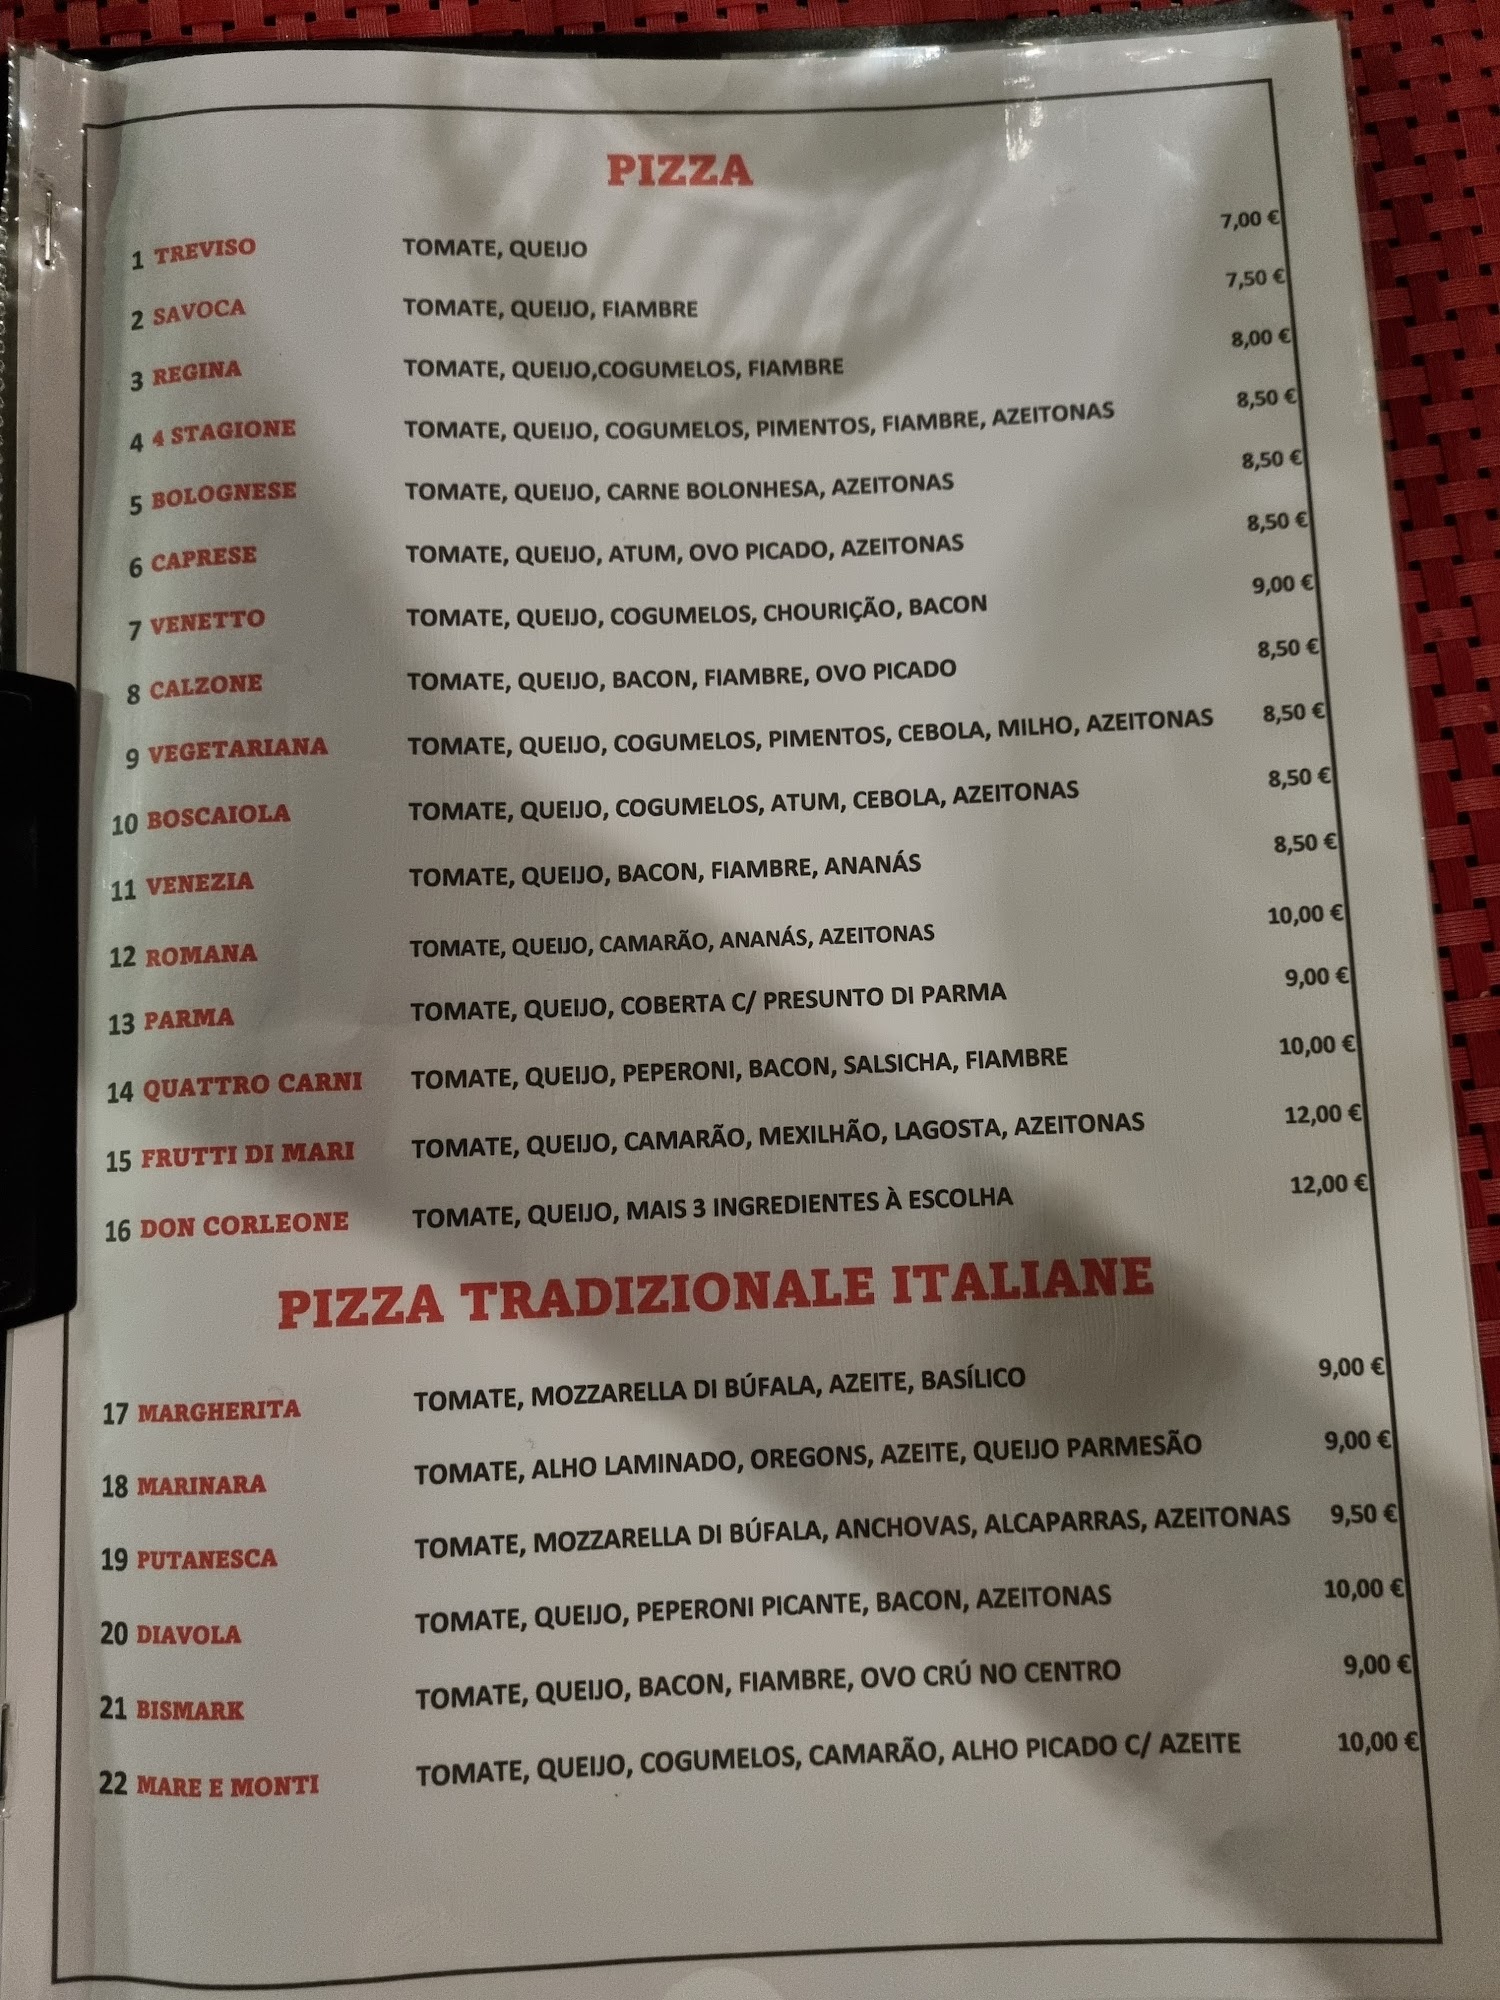 PIZZA
1 TREVISO TOMATE, QUEIJO 7,00 €
2 SAVOCA TOMATE, QUEIJO, FIAMBRE 7,50 €
3 REGINA TOMATE, QUEIJO,COGUMELOS, FIAMBRE 8,00 €
4 4 STAGIONE TOMATE, QUEIJO, COGUMELOS, PIMENTOS, FIAMBRE, AZEITONAS 8,50 €
5 BOLOGNESE TOMATE, QUEIJO, CARNE BOLONHESA, AZEITONAS 8,50 €
6 CAPRESE TOMATE, QUEIJO, ATUM, OVO PICADO, AZEITONAS 8,50 €
7 VENETTO TOMATE, QUEIJO, COGUMELOS, CHOURIÇÃO, BACON 9,00 €
8 CALZONE TOMATE, QUEIJO, BACON, FIAMBRE, OVO PICADO 8,50 €
9 VEGETARIANA TOMATE, QUEIJO, COGUMELOS, PIMENTOS, CEBOLA, MILHO, AZEITONAS 8,50 €
10 BOSCAIOLA TOMATE, QUEIJO, COGUMELOS, ATUM, CEBOLA, AZEITONAS 8,50 €
11 VENEZIA TOMATE, QUEIJO, BACON, FIAMBRE, ANANÁS 8,50 €
12 ROMANA TOMATE, QUEIJO, CAMARÃO, ANANÁS, AZEITONAS 10,00 €
13 PARMA TOMATE, QUEIJO, COBERTA C/ PRESUNTO DI PARMA 9,00 €
14 QUATTRO CARNI TOMATE, QUEIJO, PEPERONI, BACON, SALSICHA, FIAMBRE 10,00 €
15 FRUTTI DI MARI TOMATE, QUEIJO, CAMARÃO, MEXILHÃO, LAGOSTA, AZEITONAS 12,00 €
16 DON CORLEONE TOMATE, QUEIJO, MAIS 3 INGREDIENTES À ESCOLHA 12,00 €
PIZZA TRADIZIONALE ITALIANE
17 MARGHERITA TOMATE, MOZZARELLA DI BÚFALA, AZEITE, BASÍLICO 9,00 €
18 MARINARA TOMATE, ALHO LAMINADO, OREGONS, AZEITE, QUEIJO PARMESÃO 9,00 €
19 PUTANESCA TOMATE, MOZZARELLA DI BÚFALA, ANCHOVAS, ALCAPARRAS, AZEITONAS 9,50 €
20 DIAVOLA TOMATE, QUEIJO, PEPERONI PICANTE, BACON, AZEITONAS 10,00 €
21 BISMARK TOMATE, QUEIJO, BACON, FIAMBRE, OVO CRÚ NO CENTRO 9,00 €
22 MARE E MONTI TOMATE, QUEIJO, COGUMELOS, CAMARÃO, ALHO PICADO C/ AZEITE 10,00 €